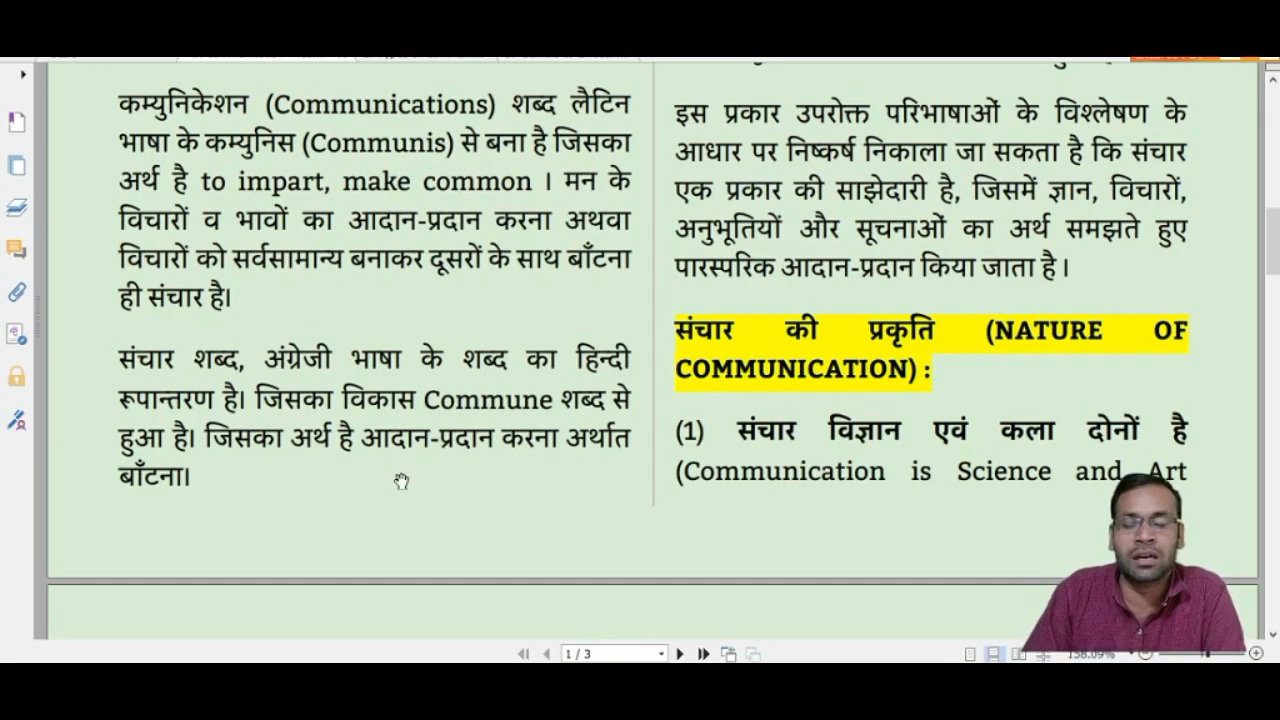 कम्युनिकेशन (Communications) शब्द लैटिन
भाषा के कम्युनिस (Communis) से बना है जिसका
अर्थ है to impart, make common । मन के
विचारों व भावों का आदान-प्रदान करना अथवा
विचारों को सर्वसामान्य बनाकर दूसरों के साथ बाँटना
ही संचार है।
संचार शब्द, अंग्रेजी भाषा के शब्द का हिन्दी
रूपान्तरण है। जिसका विकास Commune शब्द से
हुआ है। जिसका अर्थ है आदान-प्रदान करना अर्थात
बाँटना।
इस प्रकार उपरोक्त परिभाषाओं के विश्लेषण के
आधार पर निष्कर्ष निकाला जा सकता है कि संचार
एक प्रकार की साझेदारी है, जिसमें ज्ञान, विचारों,
अनुभूतियों और सूचनाओं का अर्थ समझते हुए
पारस्परिक आदान-प्रदान किया जाता है ।
संचार की प्रकृति (NATURE OF
COMMUNICATION) :
(1) संचार विज्ञान एवं कला दोनों है
(Communication is Science and Art
1 / 3
158.09%